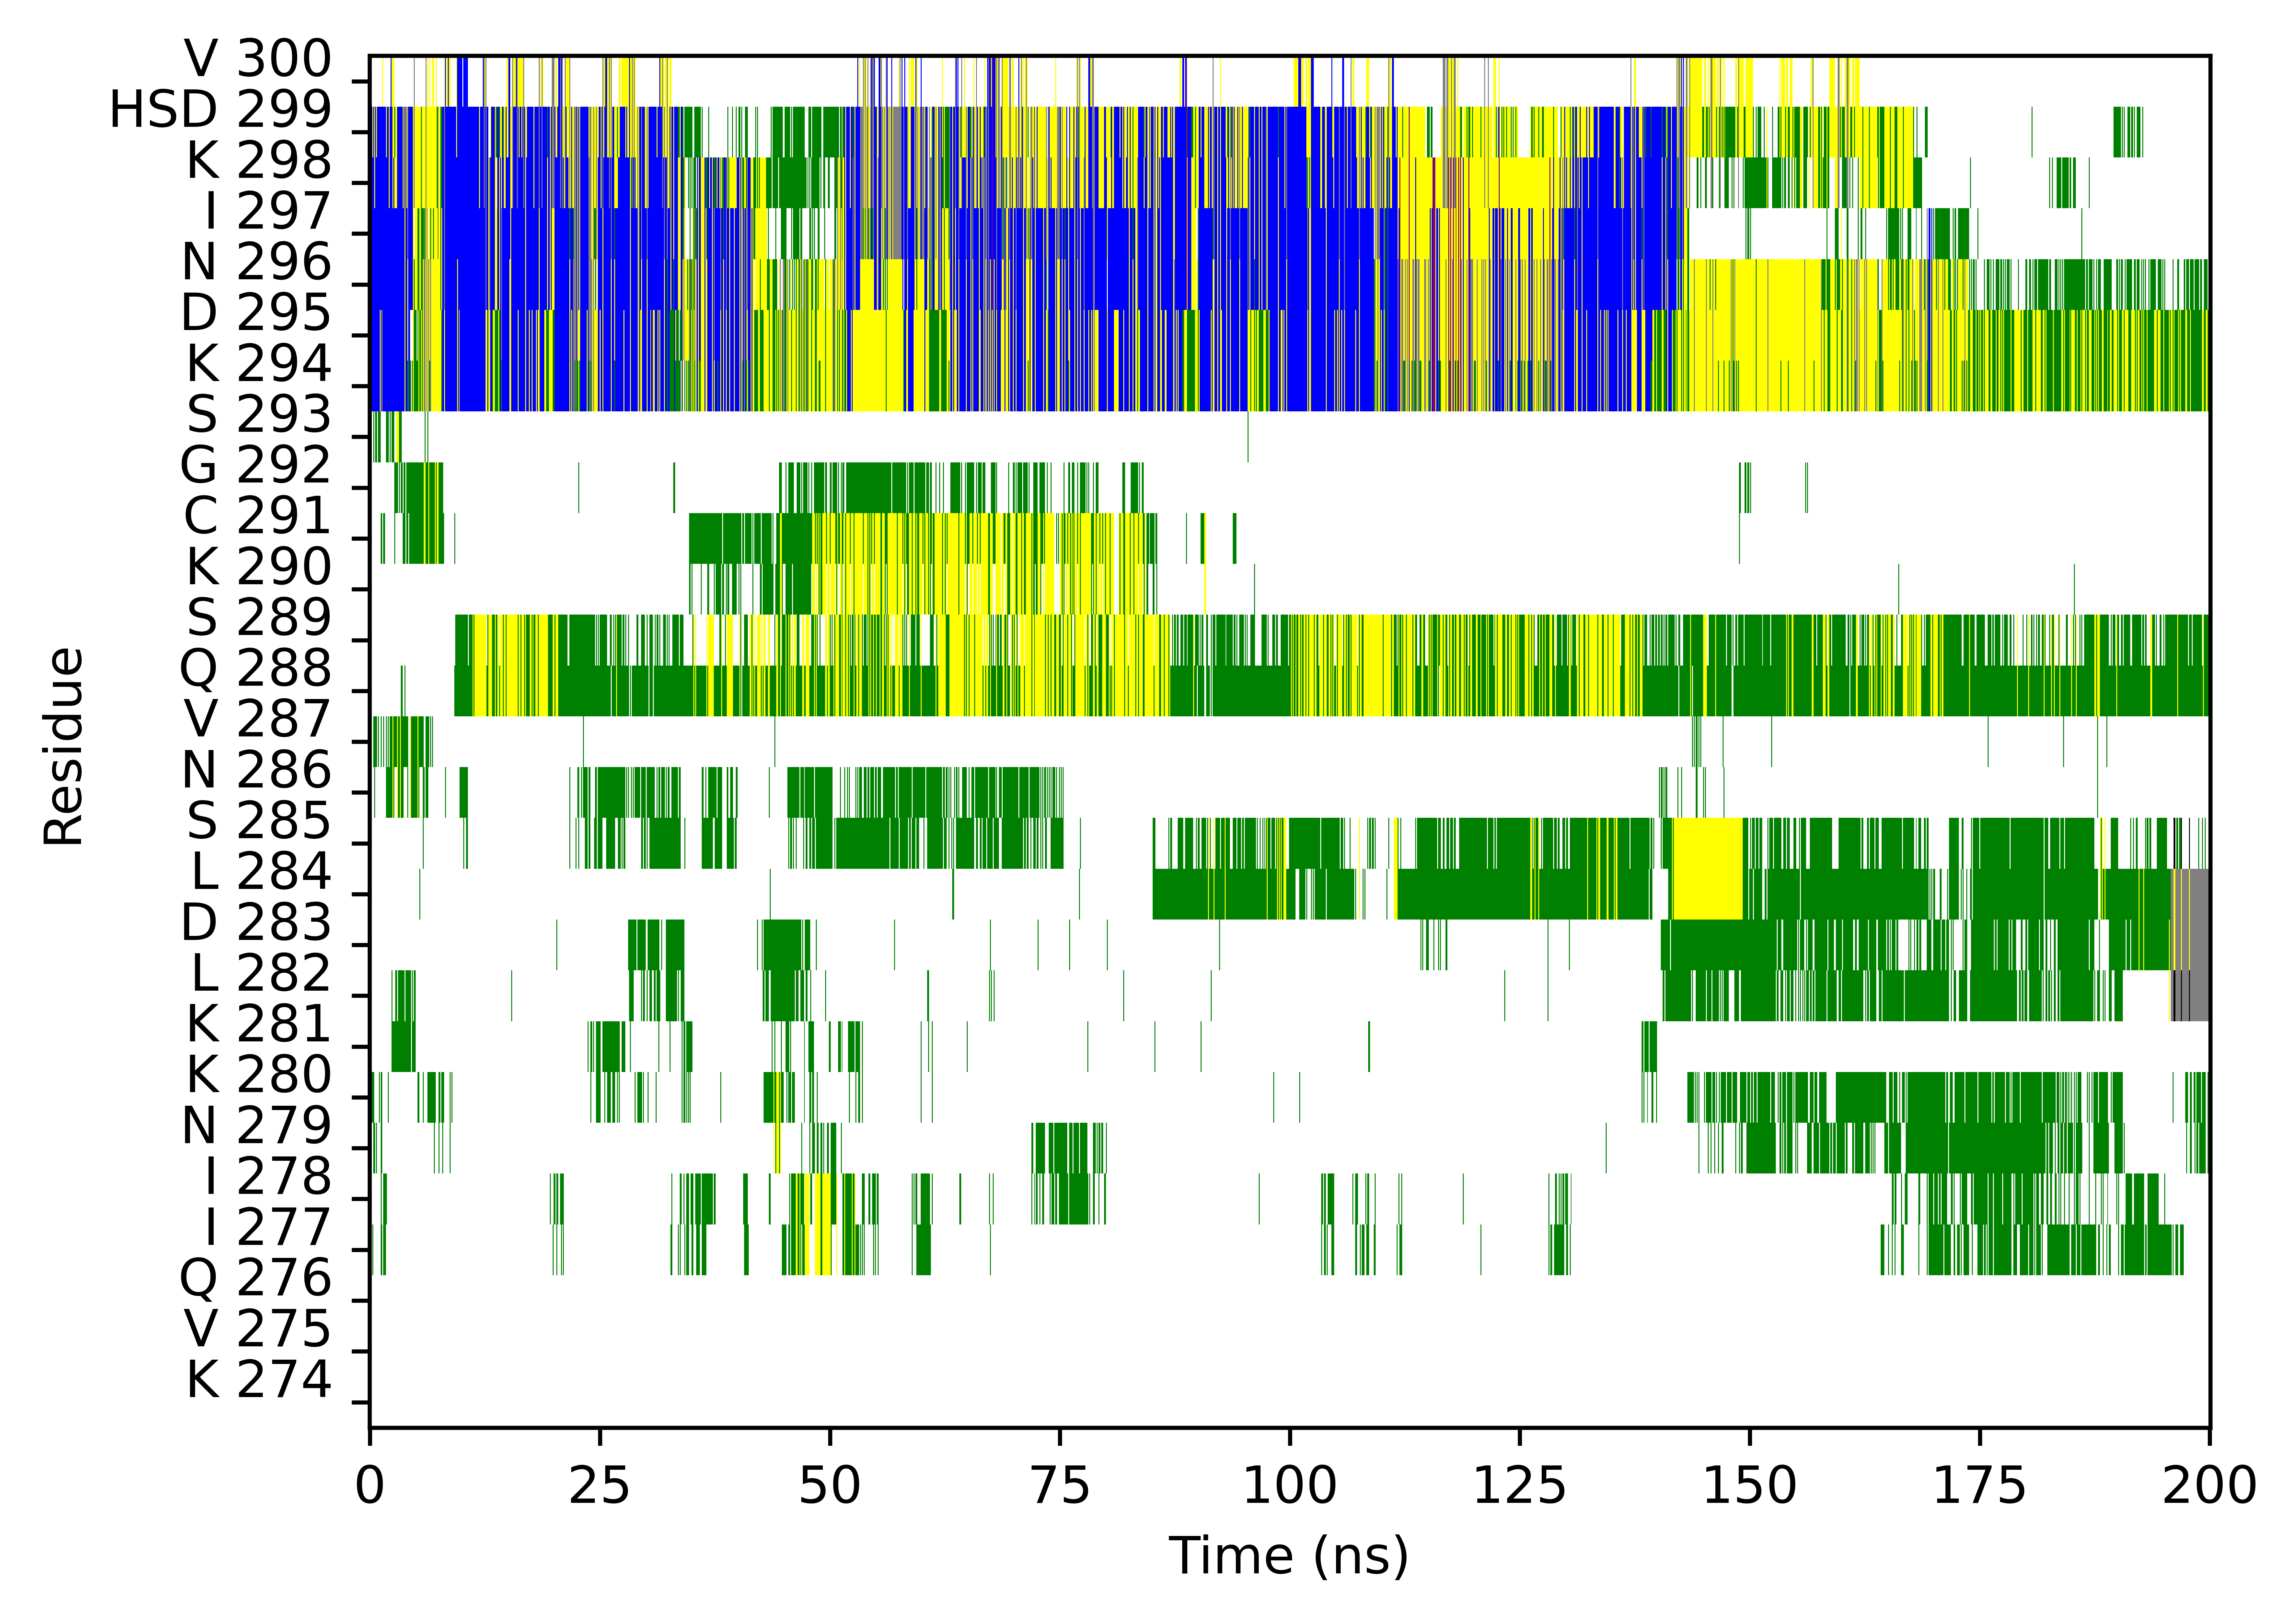 V 300
HSD 299
K 298
I 297
N 296
D 295
K 294
S 293
G 292
C 291
K 290
S 289
Q 288
V 287
N 286
S 285
L 284
D 283
L 282
K 281
K 280
N 279
I 278
I 277
Q 276
V 275
K 274
Residue
0 25 50 75 100 125 150 175 200
Time (ns)